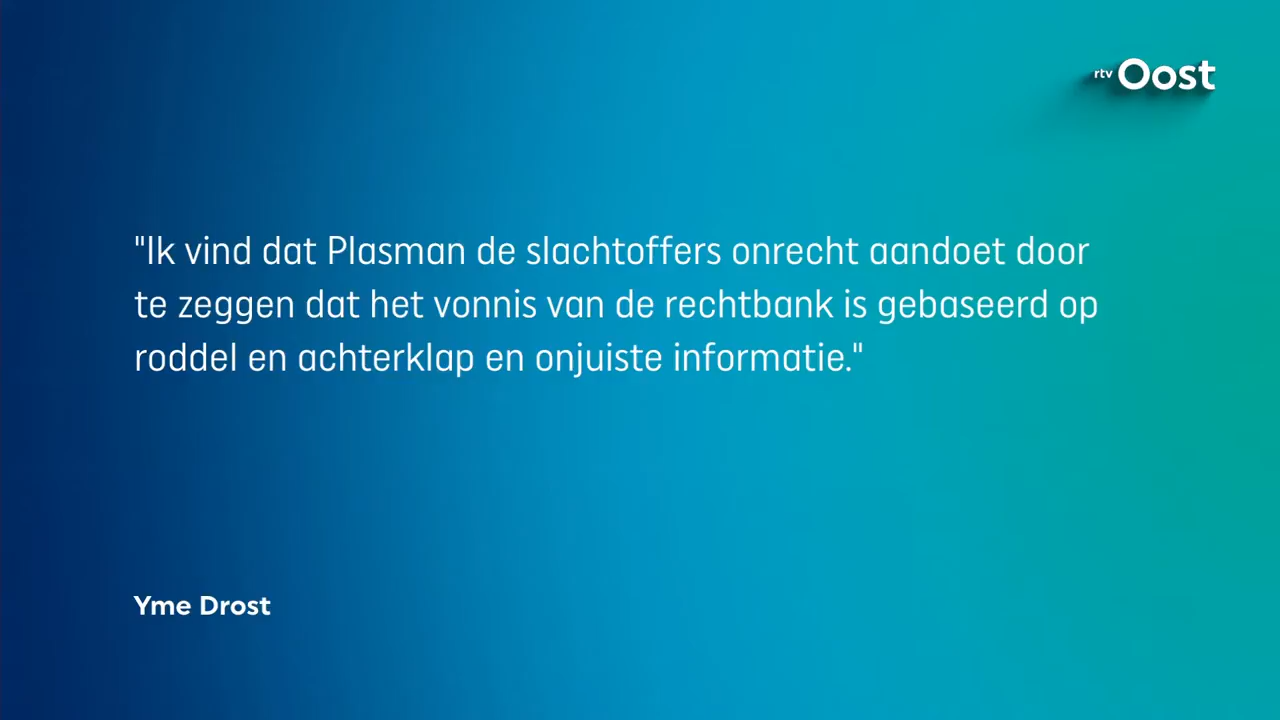 rtv Oost
"Ik vind dat Plasman de slachtoffers onrecht aandoet door
te zeggen dat het vonnis van de rechtbank is gebaseerd op
roddel en achterklap en onjuiste informatie."
Yme Drost